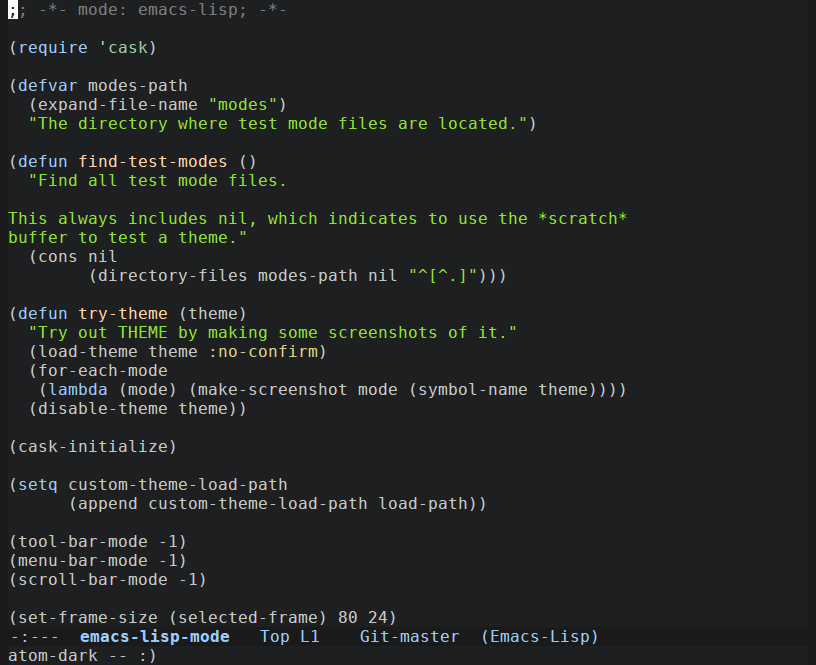 ;; -*- mode: emacs-lisp; -*-

(require 'cask)

(defvar modes-path
  (expand-file-name "modes")
  "The directory where test mode files are located.")

(defun find-test-modes ()
  "Find all test mode files.

This always includes nil, which indicates to use the *scratch*
buffer to test a theme."
  (cons nil
        (directory-files modes-path nil "^[^.]")))

(defun try-theme (theme)
  "Try out THEME by making some screenshots of it."
  (load-theme theme :no-confirm)
  (for-each-mode
   (lambda (mode) (make-screenshot mode (symbol-name theme))))
  (disable-theme theme))

(cask-initialize)

(setq custom-theme-load-path
      (append custom-theme-load-path load-path))

(tool-bar-mode -1)
(menu-bar-mode -1)
(scroll-bar-mode -1)

(set-frame-size (selected-frame) 80 24)
-:---  emacs-lisp-mode   Top L1    Git-master  (Emacs-Lisp)
atom-dark -- :)